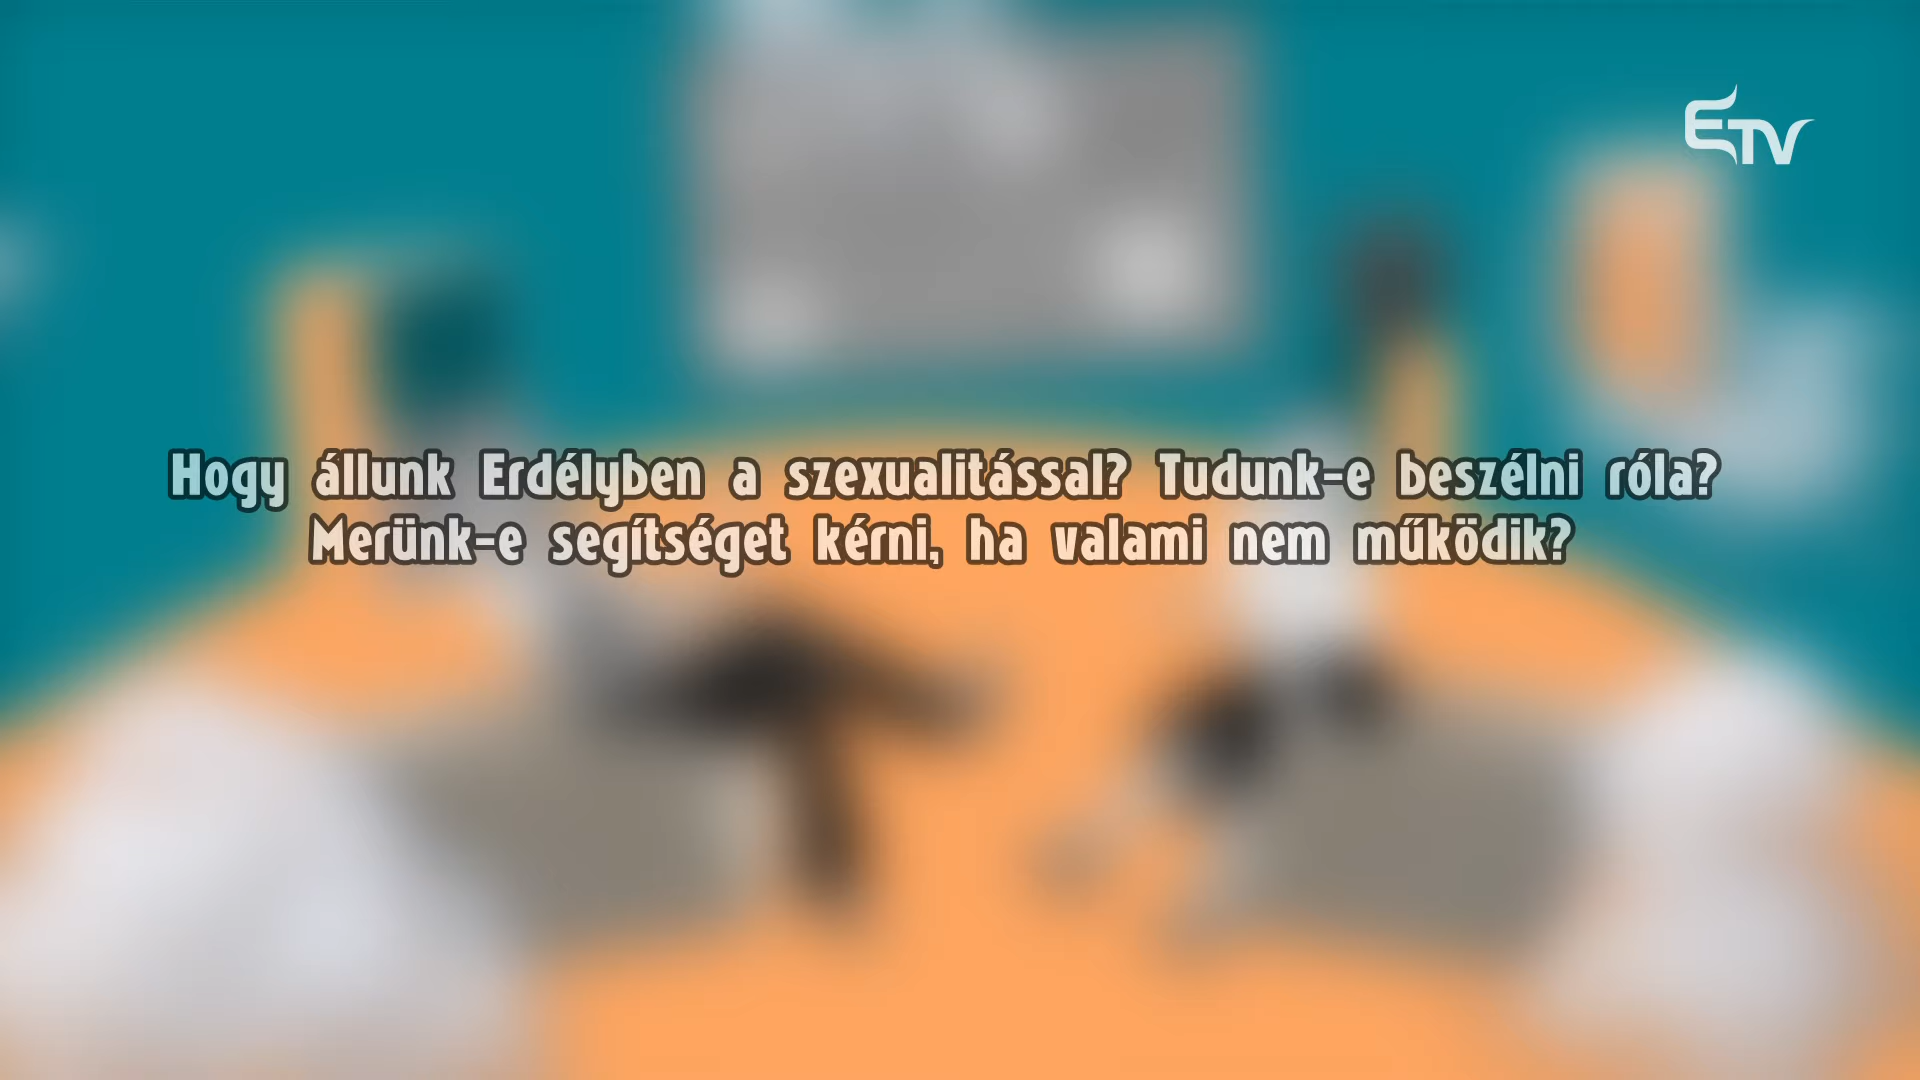 ETV
Hogy állunk Erdélyben a szexualitással? Tudunk-e beszélni róla?
Merünk-e segítséget kérni, ha valami nem működik?